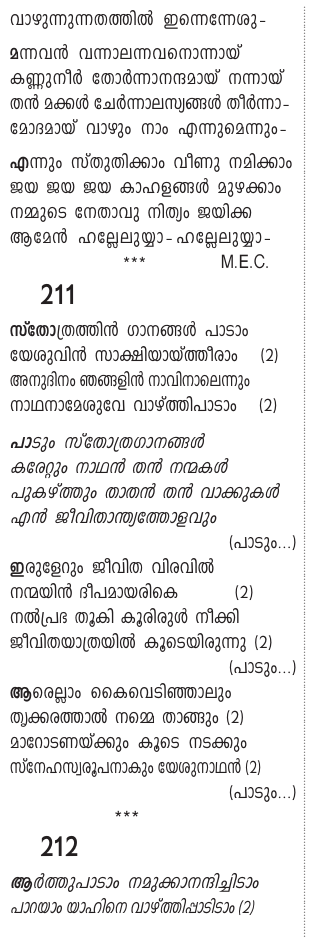 വാഴുന്നുന്നതത്തിൽ ഇന്നെന്നേശു-
മന്നവൻ വന്നാലന്നവനൊന്നായ്
കണ്ണുനീർ തോർന്നാനന്ദമായ് നന്നായ്
തൻ മക്കൾ ചേർന്നാലസ്യങ്ങൾ തീർന്നാ-
മോദമായ് വാഴും നാം എന്നുമെന്നും-
എന്നും സ്തുതിക്കാം വീണു നമിക്കാം
ജയ ജയ ജയ കാഹളങ്ങൾ മുഴക്കാം
നമ്മുടെ നേതാവു നിത്യം ജയിക്ക
ആമേൻ ഹല്ലേലുയ്യാ-ഹല്ലേലുയ്യാ-
*** M.E.C.
211
സ്തോത്രത്തിൻ ഗാനങ്ങൾ പാടാം
യേശുവിൻ സാക്ഷിയായ്ത്തീരാം (2)
അനുദിനം ഞങ്ങളിൻ നാവിനാലെന്നും
നാഥനാമേശുവേ വാഴ്ത്തിപാടാം (2)
പാടും സ്തോത്രഗാനങ്ങൾ
കരേറ്റും നാഥൻ തൻ നന്മകൾ
പുകഴ്ത്തും താതൻ തൻ വാക്കുകൾ
എൻ ജീവിതാന്ത്യത്തോളവും
(പാടും...)
ഇരുളേറും ജീവിത വിരവിൽ
നന്മയിൻ ദീപമായരികെ (2)
നൽപ്രഭ തൂകി കൂരിരുൾ നീക്കി
ജീവിതയാത്രയിൽ കൂടെയിരുന്നു (2)
(പാടും...)
ആരെല്ലാം കൈവെടിഞ്ഞാലും
തൃക്കരത്താൽ നമ്മെ താങ്ങും (2)
മാറോടണയ്ക്കും കൂടെ നടക്കും
സ്നേഹസ്വരൂപനാകും യേശുനാഥൻ (2)
(പാടും...)
***
212
ആർത്തുപാടാം നമുക്കാനന്ദിച്ചിടാം
പാറയാം യാഹിനെ വാഴ്ത്തിപ്പാടിടാം (2)